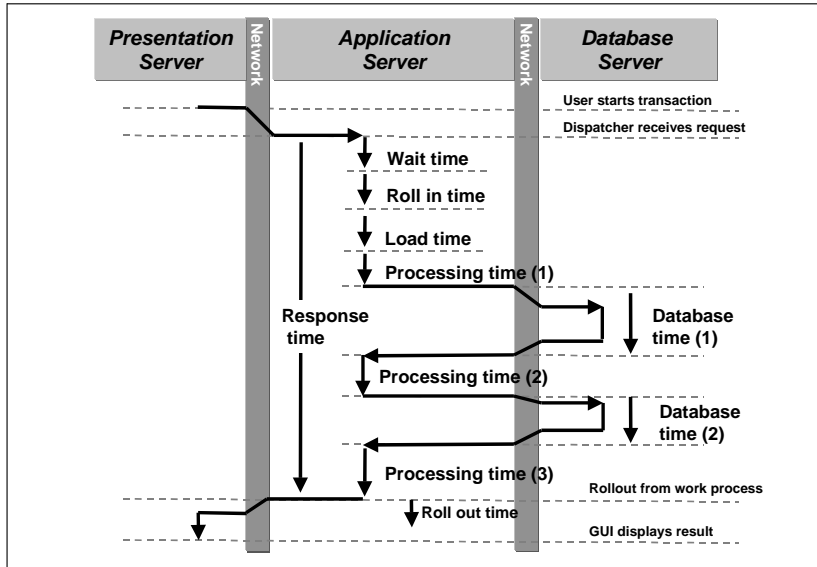 Presentation
Server
Network
Application
Server
Network
Database
Server
User starts transaction
Dispatcher receives request
Wait time
Roll in time
Load time
Processing time (1)
Response
time
Database
time (1)
Processing time (2)
Database
time (2)
Processing time (3)
Rollout from work process
Roll out time
GUI displays result